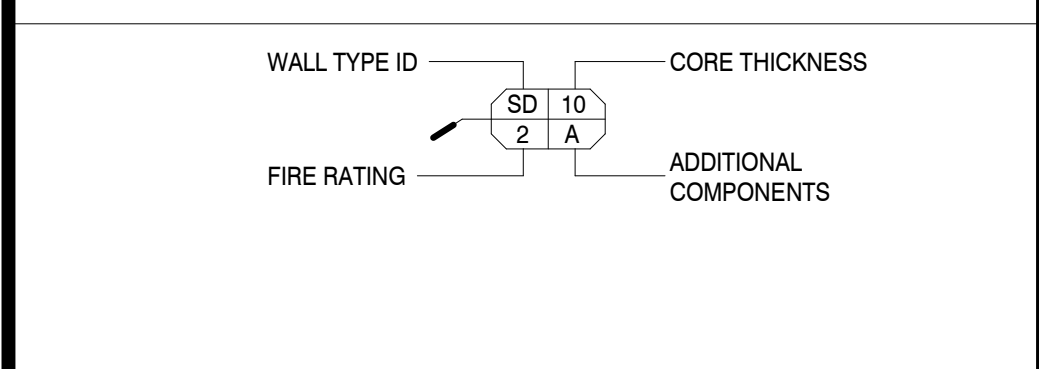 WALL TYPE ID
CORE THICKNESS
SD 10
2 A
FIRE RATING
ADDITIONAL
COMPONENTS